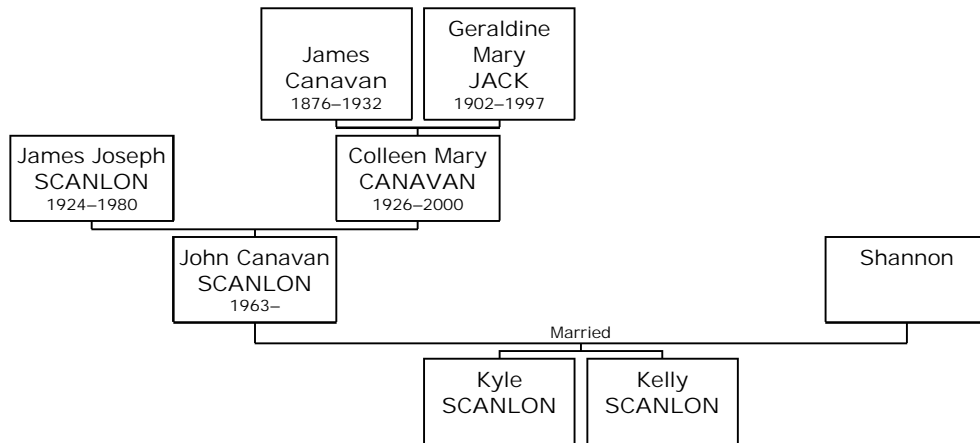 James
Canavan
1876–1932
Geraldine
Mary
JACK
1902–1997
James Joseph
SCANLON
1924–1980
Colleen Mary
CANAVAN
1926–2000
John Canavan
SCANLON
1963–
Shannon
Married
Kyle
SCANLON
Kelly
SCANLON